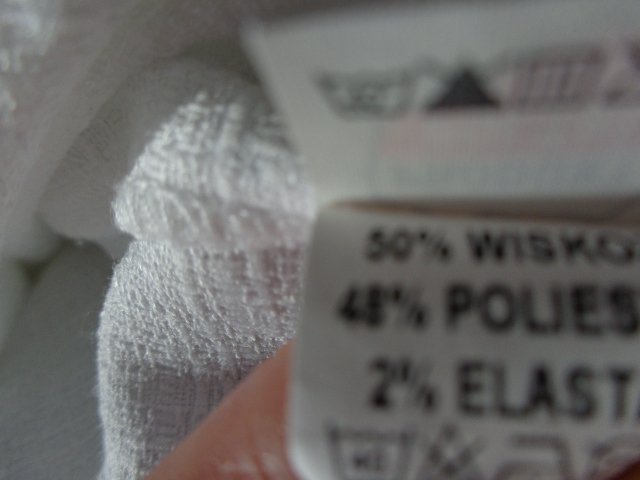 50% WISKO
48% POLIES
2% ELAST